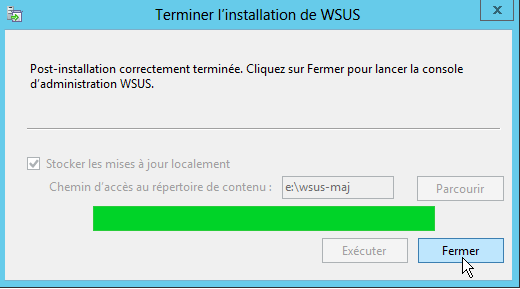 Terminer l'installation de WSUS
x
Post-installation correctement terminée. Cliquez sur Fermer pour lancer la console
d'administration WSUS.
Stocker les mises à jour localement
Chemin d'accès au répertoire de contenu :
e:\wsus-maj
Parcourir
Exécuter
Fermer